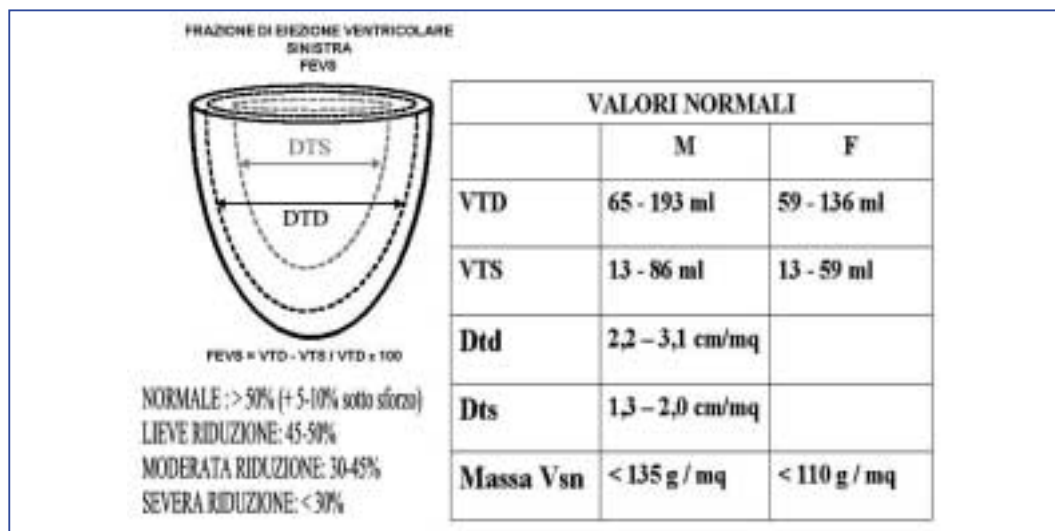 FRAZIONE DI EIEZIONE VENTRICOLARE
SINISTRA
FEVS
DTS
DTD
FEVS = VTD - VTS / VTD x 100
NORMALE : > 50% (+ 5-10% sotto sforzo)
LIEVE RIDUZIONE: 45-50%
MODERATA RIDUZIONE: 30-45%
SEVERA RIDUZIONE: < 30%
VALORI NORMALI
M F
VTD 65 - 193 ml 59 - 136 ml
VTS 13 - 86 ml 13 - 59 ml
Dtd 2,2 – 3,1 cm/mq
Dts 1,3 – 2,0 cm/mq
Massa Vsn < 135 g / mq < 110 g / mq